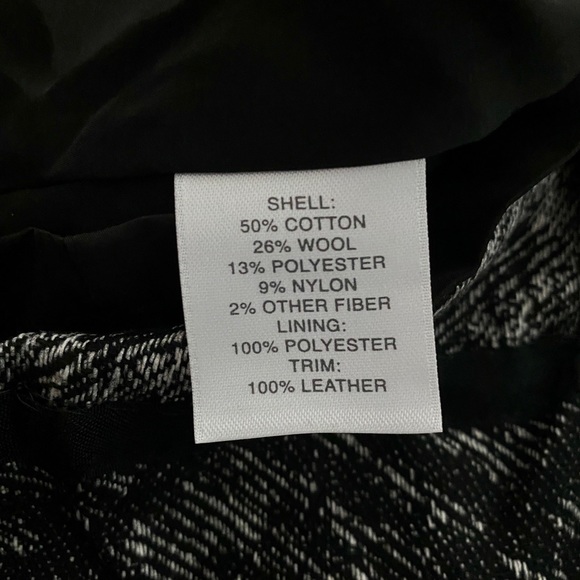 SHELL:
50% COTTON
26% WOOL
13% POLYESTER
9% NYLON
2% OTHER FIBER
LINING:
100% POLYESTER
TRIM:
100% LEATHER